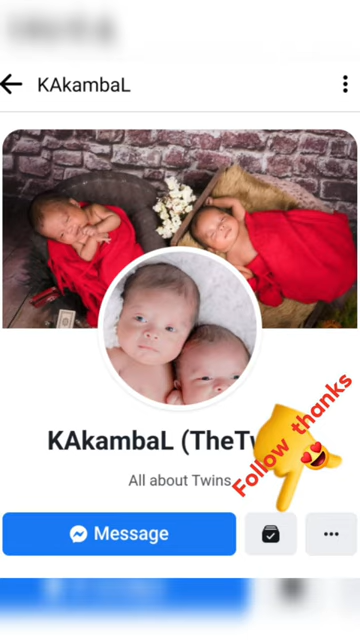 KAkambaL
KAkambaL (TheTw
All about Twins
Follow thanks
Message